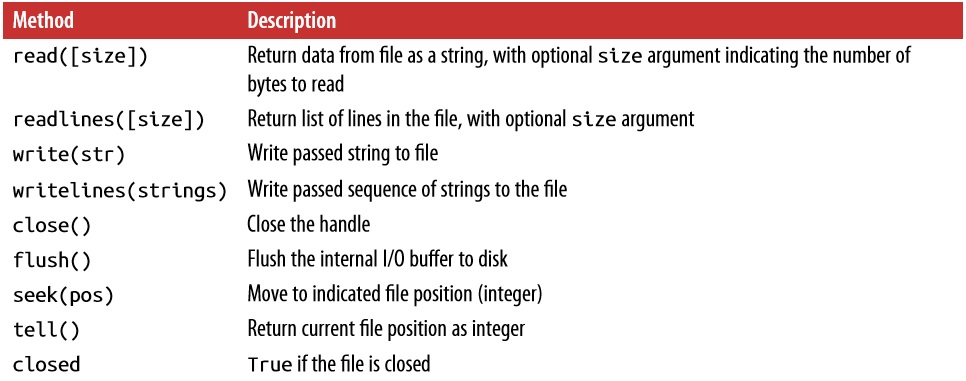 Method Description
read([size]) Return data from file as a string, with optional size argument indicating the number of
bytes to read
readlines([size]) Return list of lines in the file, with optional size argument
write(str) Write passed string to file
writelines(strings) Write passed sequence of strings to the file
close() Close the handle
flush() Flush the internal I/O buffer to disk
seek(pos) Move to indicated file position (integer)
tell() Return current file position as integer
closed True if the file is closed